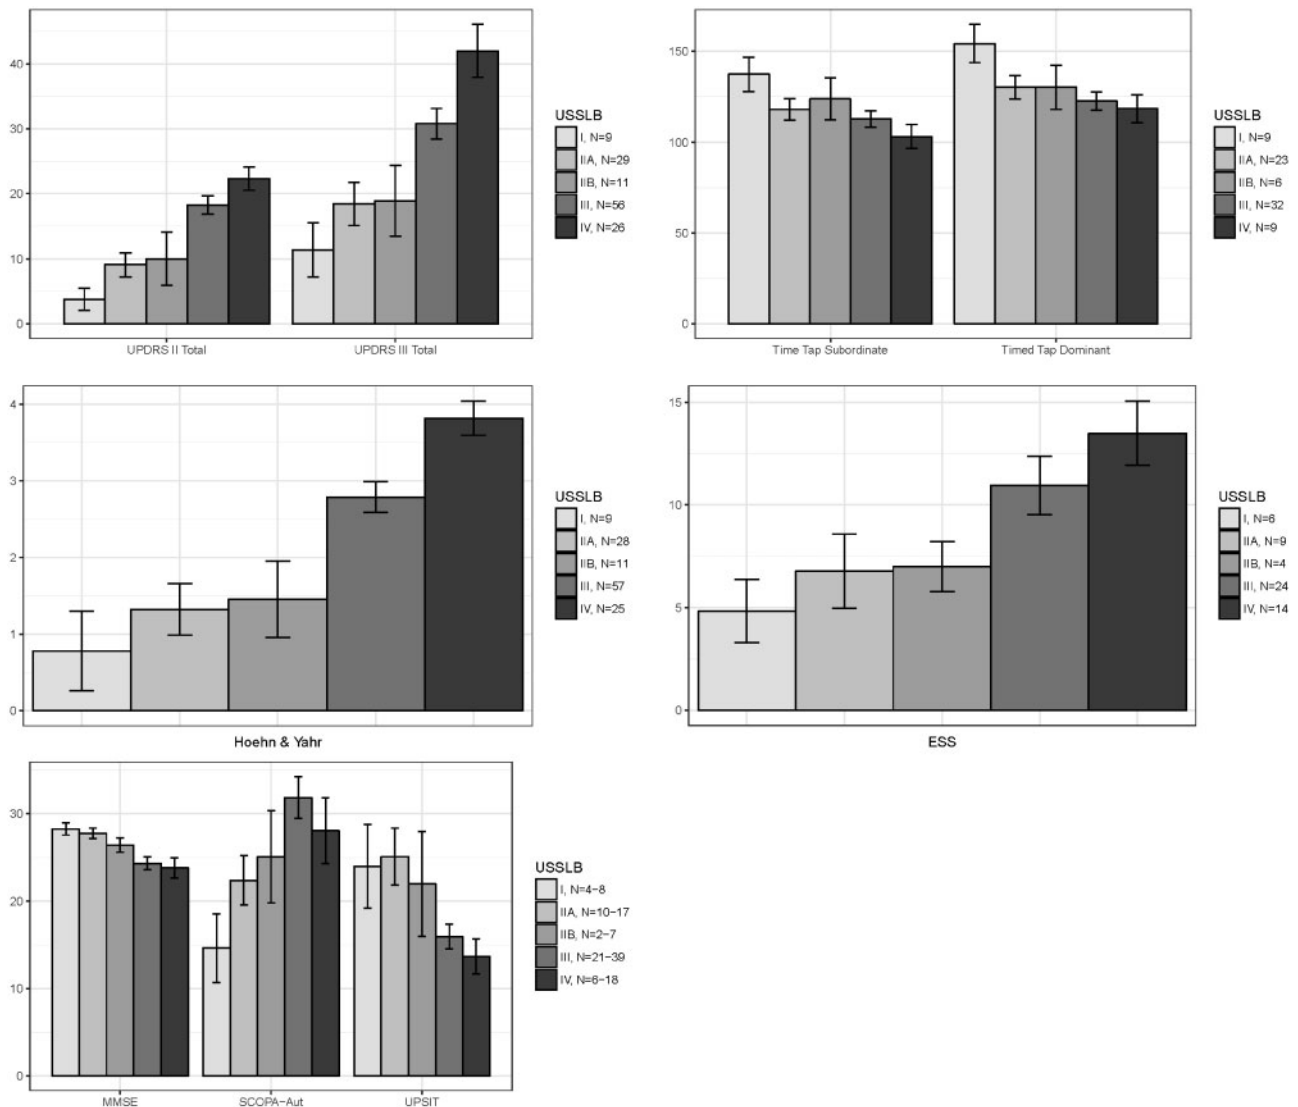 40
30
20
10
0
UPDRS II Total
UPDRS III Total
USSLB
I, N=9
IIA, N=29
IIB, N=11
III, N=56
IV, N=26
150
100
50
0
Time Tap Subordinate
Timed Tap Dominant
USSLB
I, N=9
IIA, N=23
IIB, N=6
III, N=32
IV, N=9
4
3
2
1
0
Hoehn & Yahr
USSLB
I, N=9
IIA, N=28
IIB, N=11
III, N=57
IV, N=25
15
10
5
0
ESS
USSLB
I, N=6
IIA, N=9
IIB, N=4
III, N=24
IV, N=14
30
20
10
0
MMSE
SCOPA-Aut
UPSIT
USSLB
I, N=4-8
IIA, N=10-17
IIB, N=2-7
III, N=21-39
IV, N=6-18